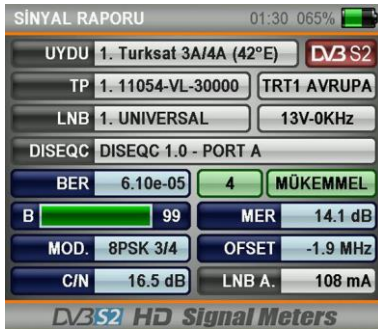 SİNYAL RAPORU 01:30 065%
UYDU 1. Turksat 3A/4A (42ºE) DVB S2
TP 1. 11054-VL-30000 TRT1 AVRUPA
LNB 1. UNIVERSAL 13V-0KHz
DISEQC DISEQC 1.0 - PORT A
BER 6.10e-05 4 MÜKEMMEL
B 99 MER 14.1 dB
MOD. 8PSK 3/4 OFSET -1.9 MHz
C/N 16.5 dB LNB A. 108 mA
DVB S2 HD Signal Meters